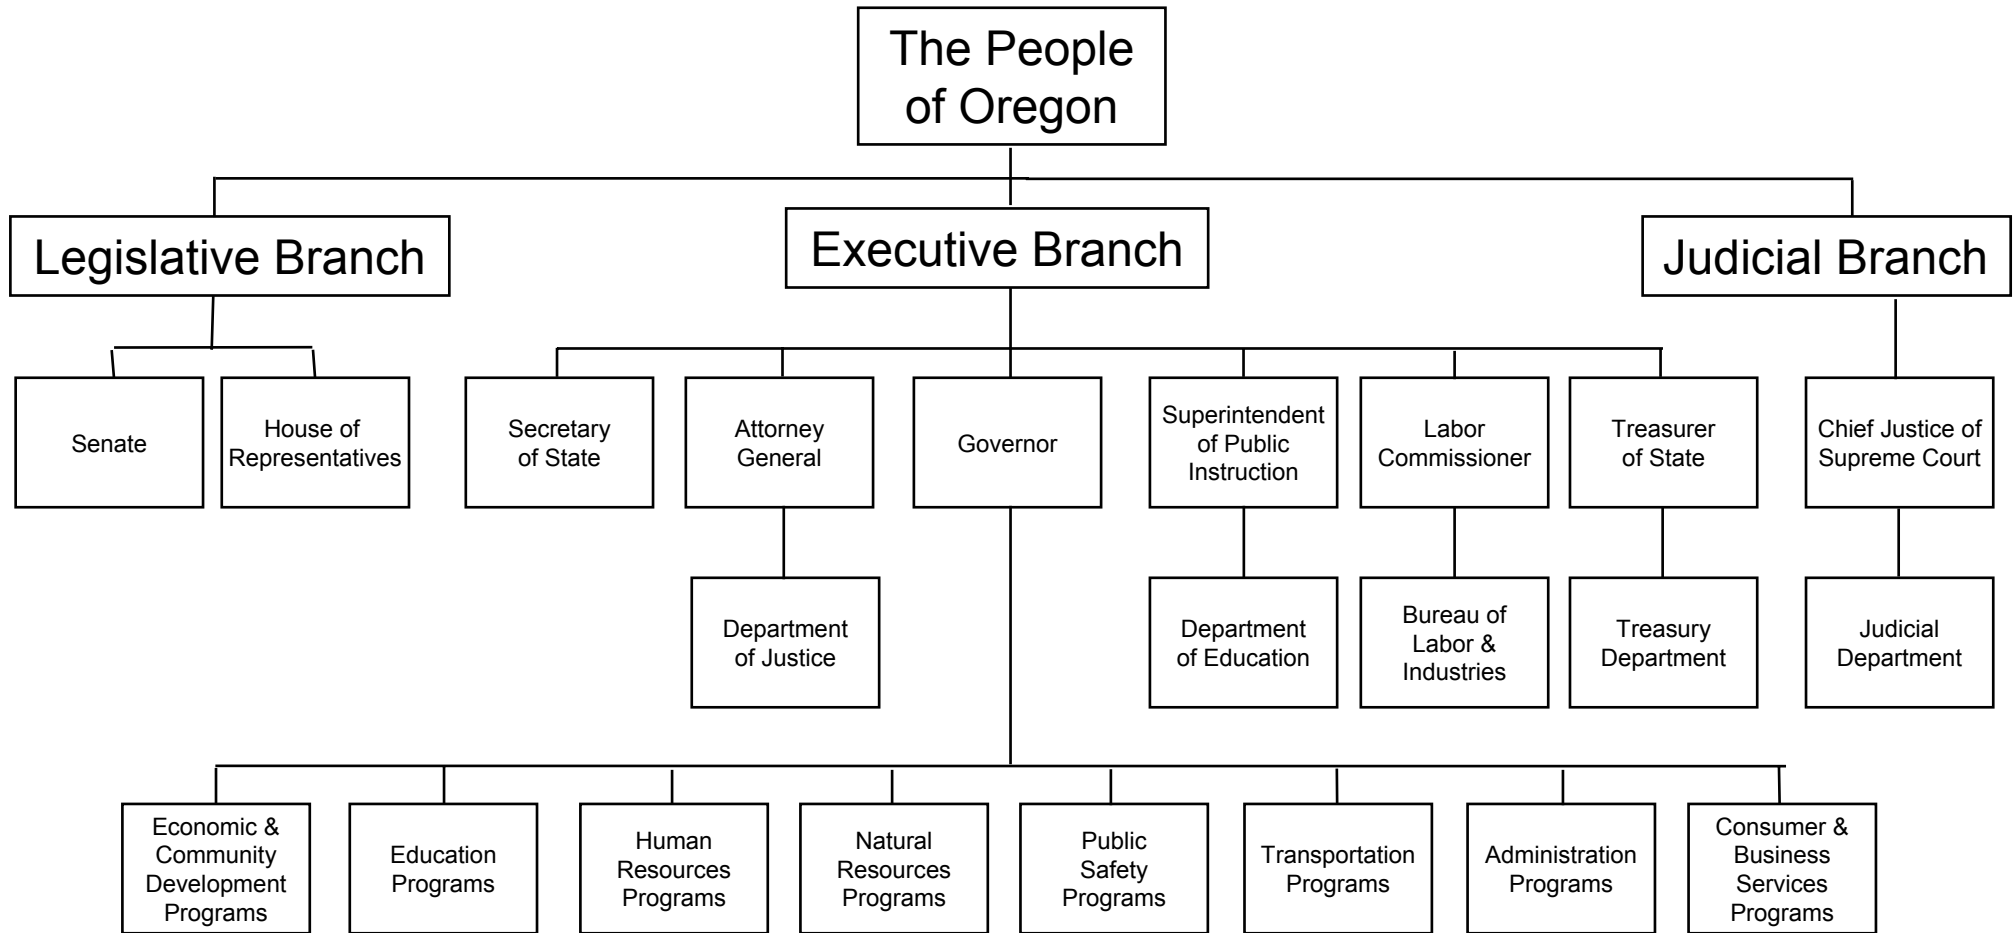 The People
of Oregon
Legislative Branch
Executive Branch
Judicial Branch
Senate
House of
Representatives
Secretary
of State
Attorney
General
Governor
Superintendent
of Public
Instruction
Labor
Commissioner
Treasurer
of State
Chief Justice of
Supreme Court
Department
of Justice
Department
of Education
Bureau of
Labor &
Industries
Treasury
Department
Judicial
Department
Economic &
Community
Development
Programs
Education
Programs
Human
Resources
Programs
Natural
Resources
Programs
Public
Safety
Programs
Transportation
Programs
Administration
Programs
Consumer &
Business
Services
Programs